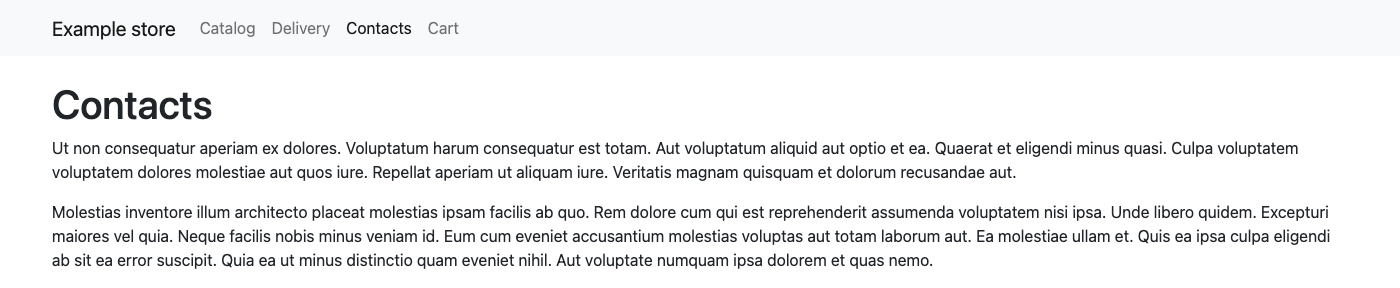 Example store Catalog Delivery Contacts Cart
Contacts
Ut non consequatur aperiam ex dolores. Voluptatum harum consequatur est totam. Aut voluptatum aliquid aut optio et ea. Quaerat et eligendi minus quasi. Culpa voluptatem
voluptatem dolores molestiae aut quos iure. Repellat aperiam ut aliquam iure. Veritatis magnam quisquam et dolorum recusandae aut.
Molestias inventore illum architecto placeat molestias ipsam facilis ab quo. Rem dolore cum qui est reprehenderit assumenda voluptatem nisi ipsa. Unde libero quidem. Excepturi
maiores vel quia. Neque facilis nobis minus veniam id. Eum cum eveniet accusantium molestias voluptas aut totam laborum aut. Ea molestiae ullam et. Quis ea ipsa culpa eligendi
ab sit ea error suscipit. Quia ea ut minus distinctio quam eveniet nihil. Aut voluptate numquam ipsa dolorem et quas nemo.